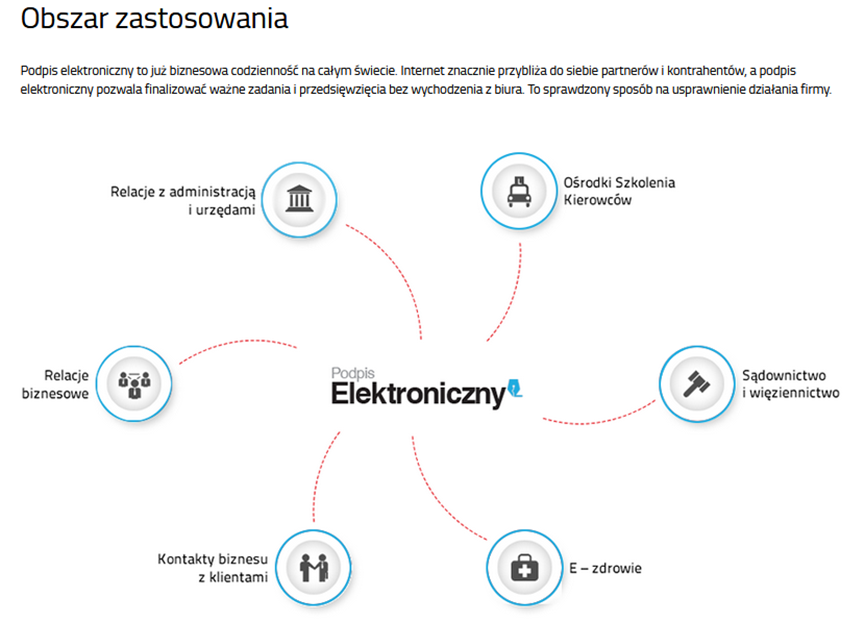 Obszar zastosowania
Podpis elektroniczny to już biznesowa codzienność na całym świecie. Internet znacznie przybliża do siebie partnerów i kontrahentów, a podpis
elektroniczny pozwala finalizować ważne zadania i przedsięwzięcia bez wychodzenia z biura. To sprawdzony sposób na usprawnienie działania firmy.
Relacje z administracją
i urzędami
Ośrodki Szkolenia
Kierowców
Relacje
biznesowe
Podpis
Elektroniczny
Sądownictwo
i więziennictwo
Kontakty biznesu
z klientami
E – zdrowie